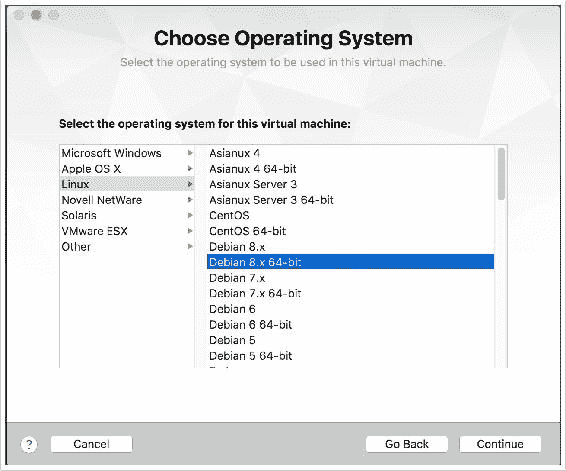 Choose Operating System
Select the operating system to be used in this virtual machine.
Select the operating system for this virtual machine:
Microsoft Windows
Apple OS X
Linux
Novell NetWare
Solaris
VMware ESX
Other
Asianux 4
Asianux 4 64-bit
Asianux Server 3
Asianux Server 3 64-bit
CentOS
CentOS 64-bit
Debian 8.x
Debian 8.x 64-bit
Debian 7.x
Debian 7.x 64-bit
Debian 6
Debian 6 64-bit
Debian 5
Debian 5 64-bit
? Cancel Go Back Continue